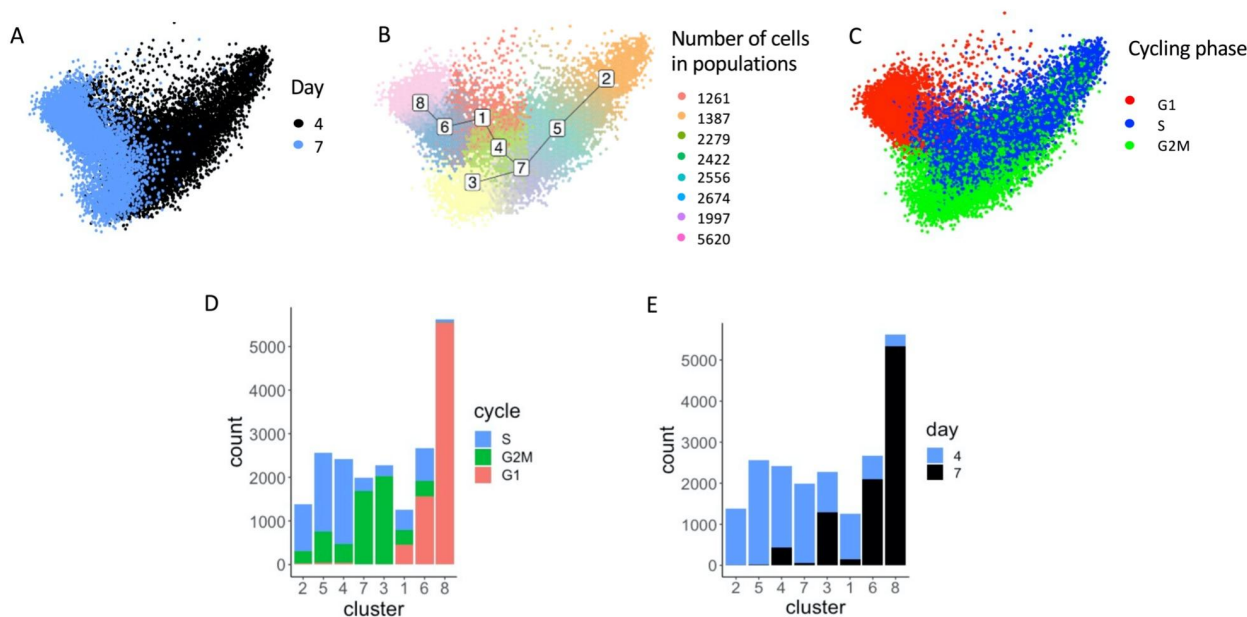 A
Day
4
7
B
8
6
1
4
7
3
5
2
Number of cells
in populations
1261
1387
2279
2422
2556
2674
1997
5620
C
Cycling phase
G1
S
G2M
D
5000
4000
3000
2000
1000
0
count
2 5 4 7 3 1 6 8
cluster
cycle
S
G2M
G1
E
5000
4000
3000
2000
1000
0
count
2 5 4 7 3 1 6 8
cluster
day
4
7